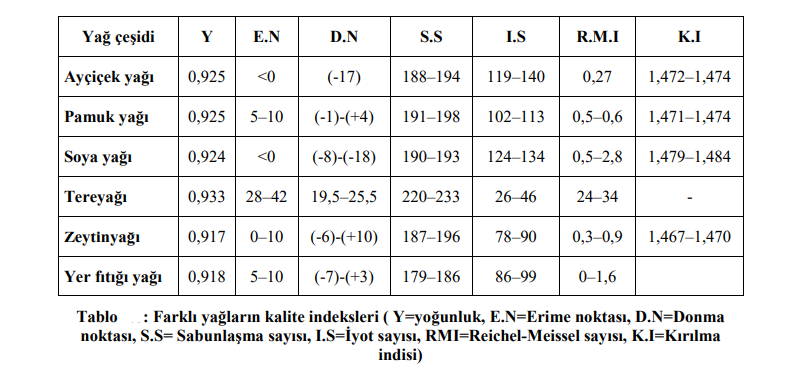 Yağ çeşidi Y E.N D.N S.S I.S R.M.I K.I
Ayçiçek yağı 0,925 <0 (-17) 188–194 119–140 0,27 1,472–1,474
Pamuk yağı 0,925 5–10 (-1)-(+4) 191–198 102–113 0,5–0,6 1,471–1,474
Soya yağı 0,924 <0 (-8)-(-18) 190–193 124–134 0,5–2,8 1,479–1,484
Tereyağı 0,933 28–42 19,5–25,5 220–233 26–46 24–34 -
Zeytinyağı 0,917 0–10 (-6)-(+10) 187–196 78–90 0,3–0,9 1,467–1,470
Yer fıtığı yağı 0,918 5–10 (-7)-(+3) 179–186 86–99 0–1,6
Tablo : Farklı yağların kalite indeksleri ( Y=yoğunluk, E.N=Erime noktası, D.N=Donma
noktası, S.S= Sabunlaşma sayısı, I.S=İyot sayısı, RMI=Reichel-Meissel sayısı, K.I=Kırılma
indisi)